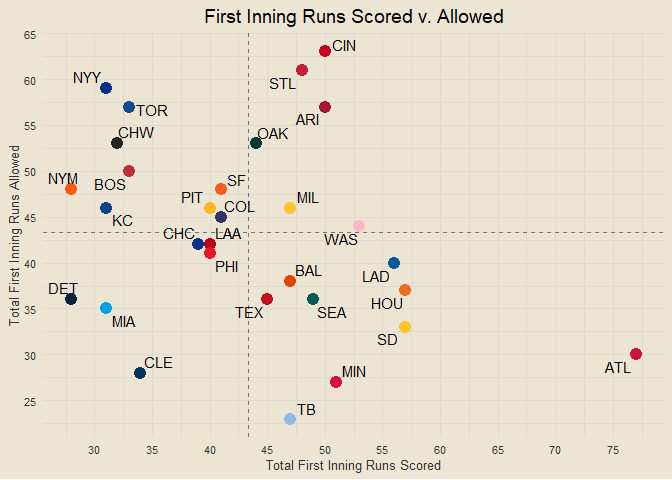 First Inning Runs Scored v. Allowed
65
CIN
NYY
STL
60
TOR
ARI
55
CHW
OAK
50
NYM
BOS
SF
PIT
COL
MIL
45
KC
CHC
LAA
WAS
PHI
40
BAL
LAD
DET
HOU
35
MIA
TEX
SEA
SD
30
CLE
MIN
ATL
25
TB
Total First Inning Runs Allowed
30 35 40 45 50 55 60 65 70 75
Total First Inning Runs Scored